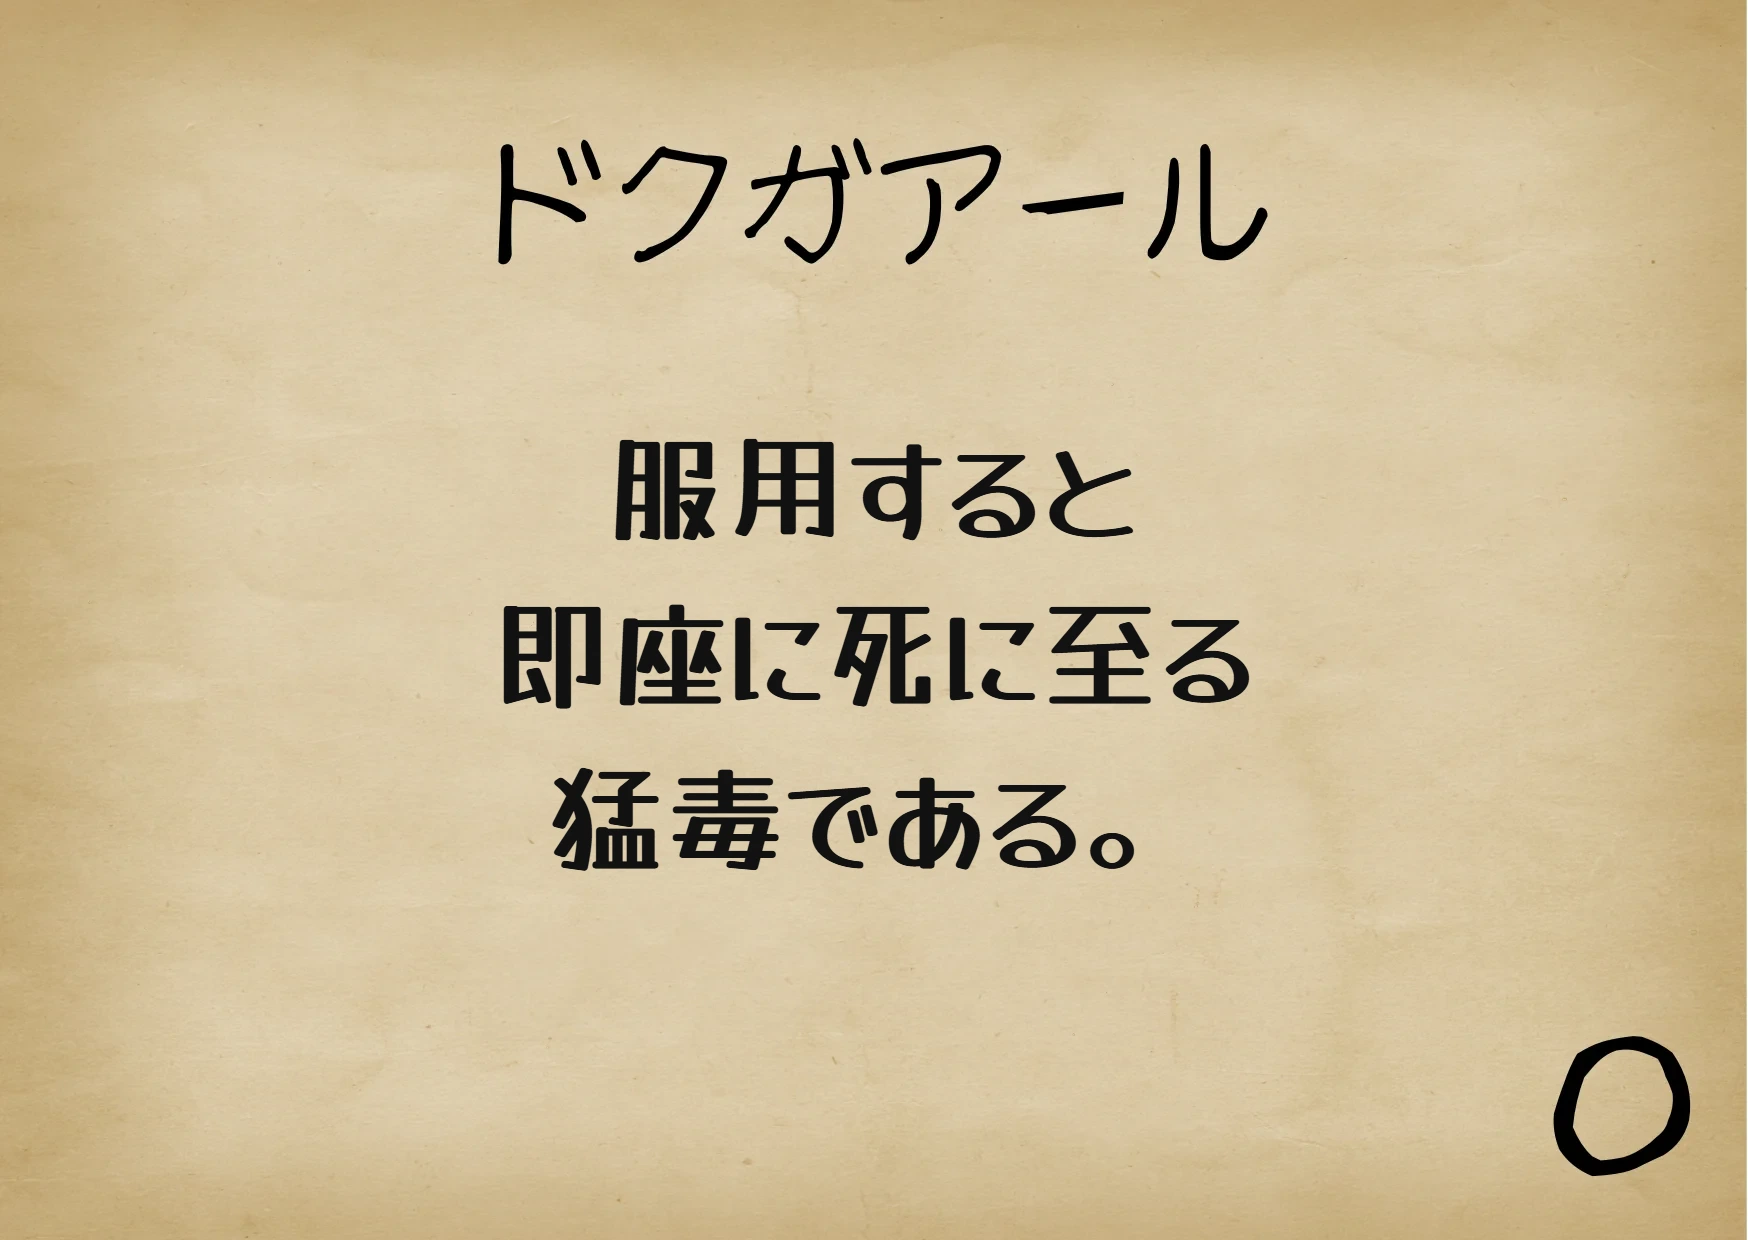 ドクガアール
服用すると
即座に死に至る
猛毒である。
〇